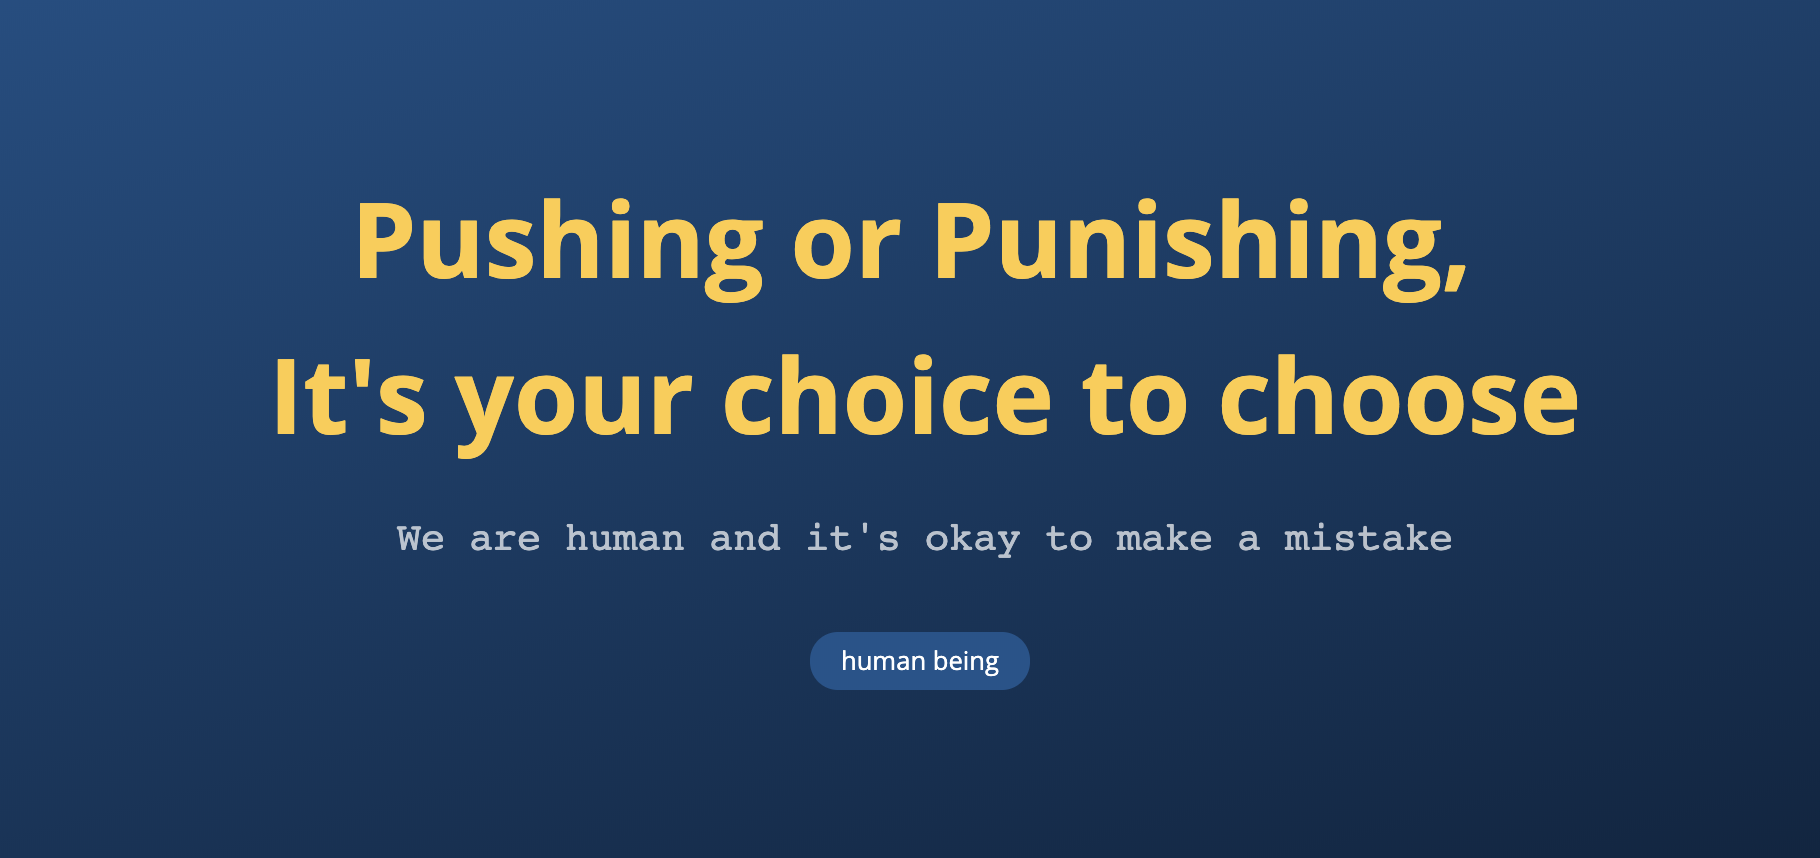 Pushing or Punishing,
It's your choice to choose
We are human and it's okay to make a mistake
human being